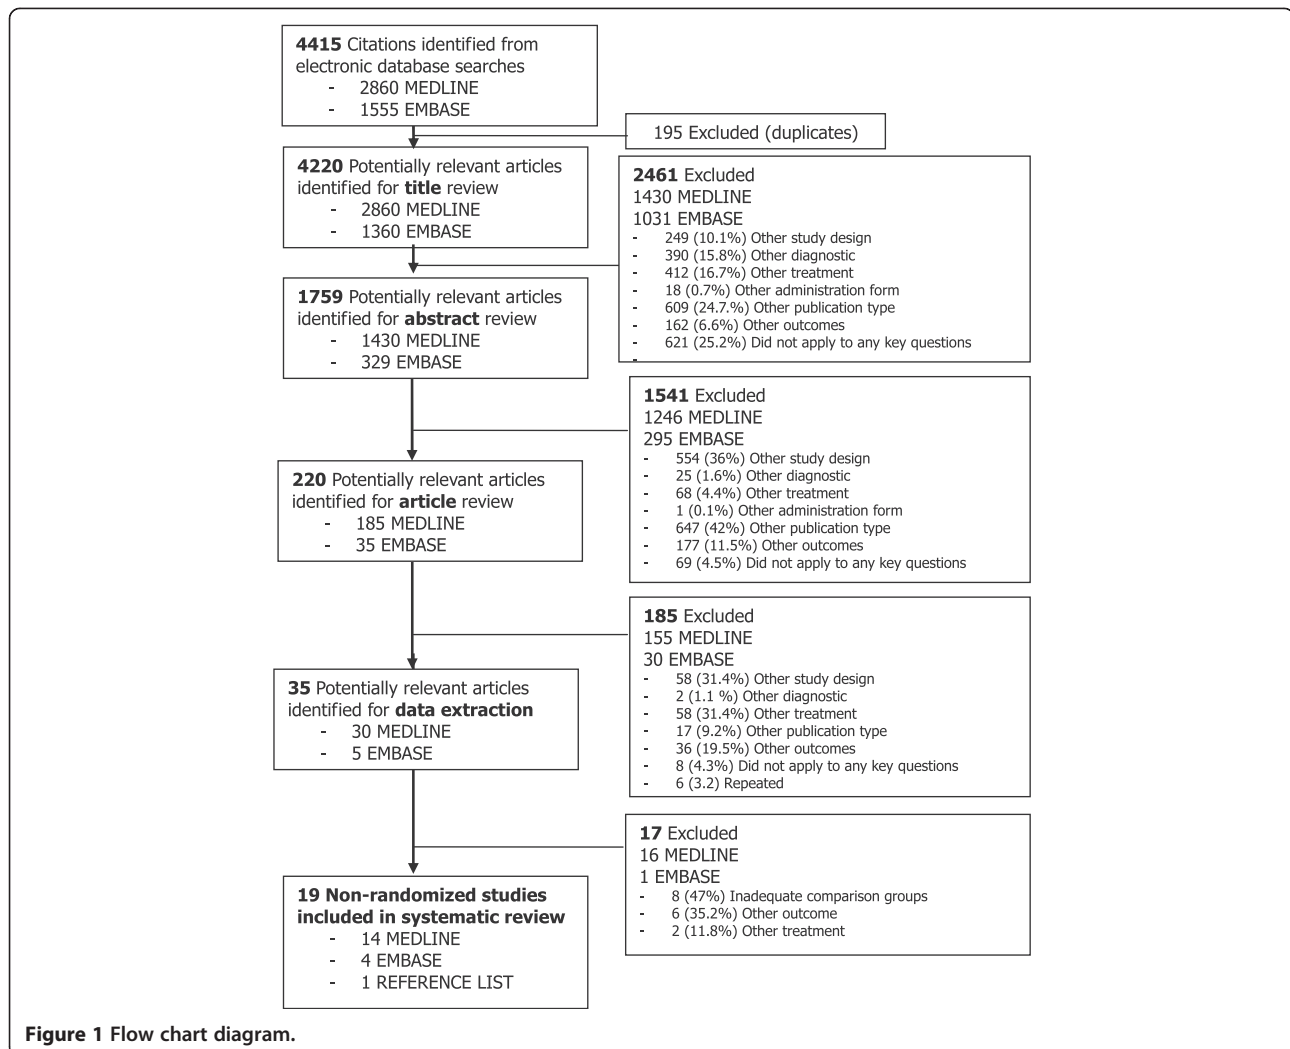 4415 Citations identified from
electronic database searches
- 2860 MEDLINE
- 1555 EMBASE
195 Excluded (duplicates)
4220 Potentially relevant articles
identified for title review
- 2860 MEDLINE
- 1360 EMBASE
2461 Excluded
1430 MEDLINE
1031 EMBASE
- 249 (10.1%) Other study design
- 390 (15.8%) Other diagnostic
- 412 (16.7%) Other treatment
- 18 (0.7%) Other administration form
- 609 (24.7.%) Other publication type
- 162 (6.6%) Other outcomes
- 621 (25.2%) Did not apply to any key questions
-
1759 Potentially relevant articles
identified for abstract review
- 1430 MEDLINE
- 329 EMBASE
1541 Excluded
1246 MEDLINE
295 EMBASE
- 554 (36%) Other study design
- 25 (1.6%) Other diagnostic
- 68 (4.4%) Other treatment
- 1 (0.1%) Other administration form
- 647 (42%) Other publication type
- 177 (11.5%) Other outcomes
- 69 (4.5%) Did not apply to any key questions
220 Potentially relevant articles
identified for article review
- 185 MEDLINE
- 35 EMBASE
185 Excluded
155 MEDLINE
30 EMBASE
- 58 (31.4%) Other study design
- 2 (1.1 %) Other diagnostic
- 58 (31.4%) Other treatment
- 17 (9.2%) Other publication type
- 36 (19.5%) Other outcomes
- 8 (4.3%) Did not apply to any key questions
- 6 (3.2) Repeated
35 Potentially relevant articles
identified for data extraction
- 30 MEDLINE
- 5 EMBASE
17 Excluded
16 MEDLINE
1 EMBASE
- 8 (47%) Inadequate comparison groups
- 6 (35.2%) Other outcome
- 2 (11.8%) Other treatment
19 Non-randomized studies
included in systematic review
- 14 MEDLINE
- 4 EMBASE
- 1 REFERENCE LIST
Figure 1 Flow chart diagram.